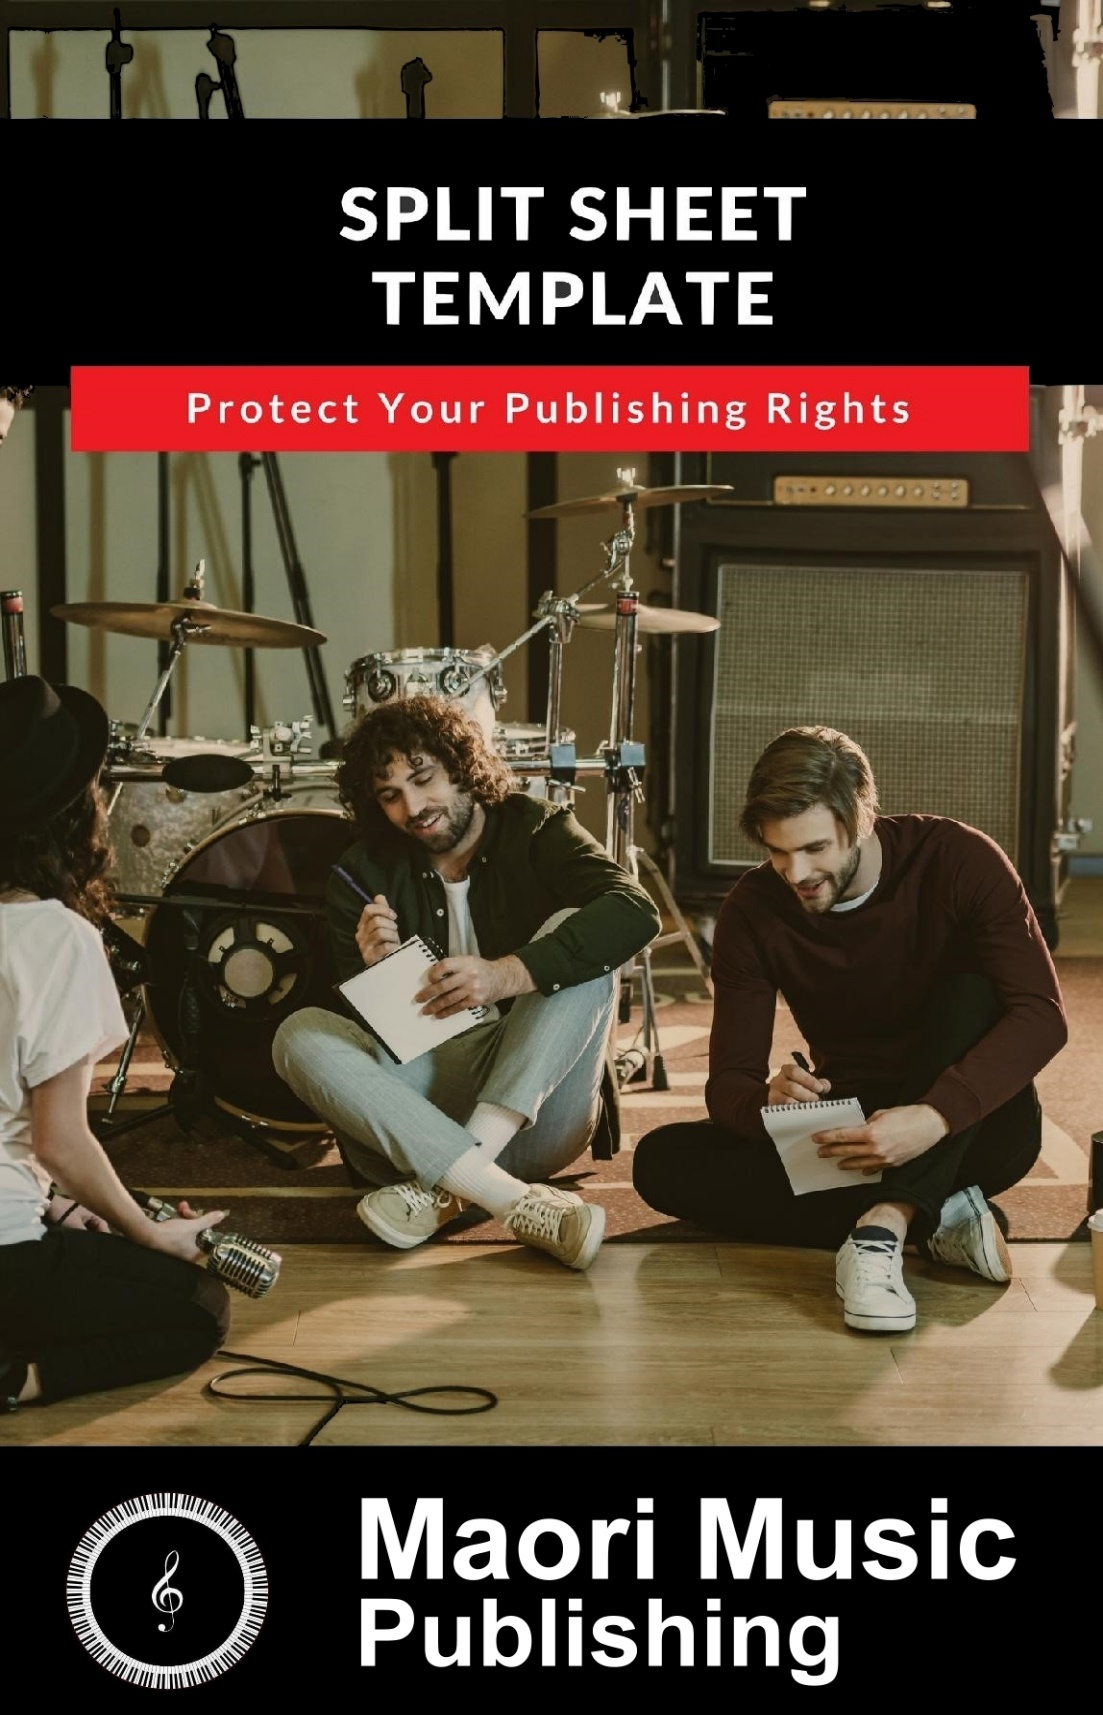 SPLIT SHEET
TEMPLATE
Protect Your Publishing Rights
Maori Music
Publishing